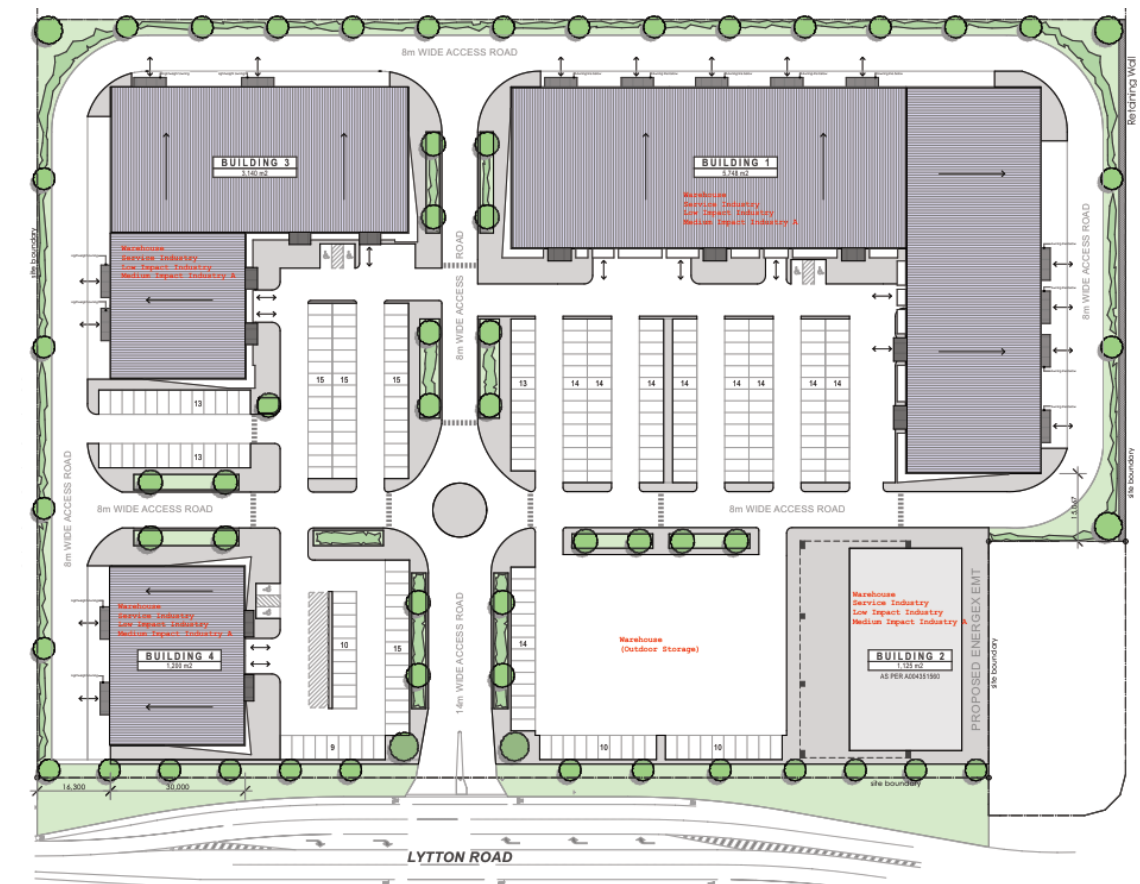 8m WIDE ACCESS ROAD
Retaining Wall
BUILDING 3
3,140 m2
BUILDING 1
5,748 m2
Warehouse
Service Industry
Low Impact Industry
Medium Impact Industry A
Warehouse
Service Industry
Low Impact Industry
Medium Impact Industry A
site boundary
8m WIDE ACCESS ROAD
8m WIDE ACCESS ROAD
15
15
15
13
14
14
14
14
14
14
14
14
13
13
8m WIDE ACCESS ROAD
8m WIDE ACCESS ROAD
8m WIDE ACCESS ROAD
site boundary
Warehouse
Service Industry
Low Impact Industry
Medium Impact Industry A
BUILDING 4
1,200 m2
10
15
14m WIDE ACCESS ROAD
14
Warehouse
(Outdoor Storage)
Warehouse
Service Industry
Low Impact Industry
Medium Impact Industry A
BUILDING 2
1,125 m2
AS PER A004351560
PROPOSED ENERGEX EMT
site boundary
9
10
10
site boundary
16,300
30,000
LYTTON ROAD